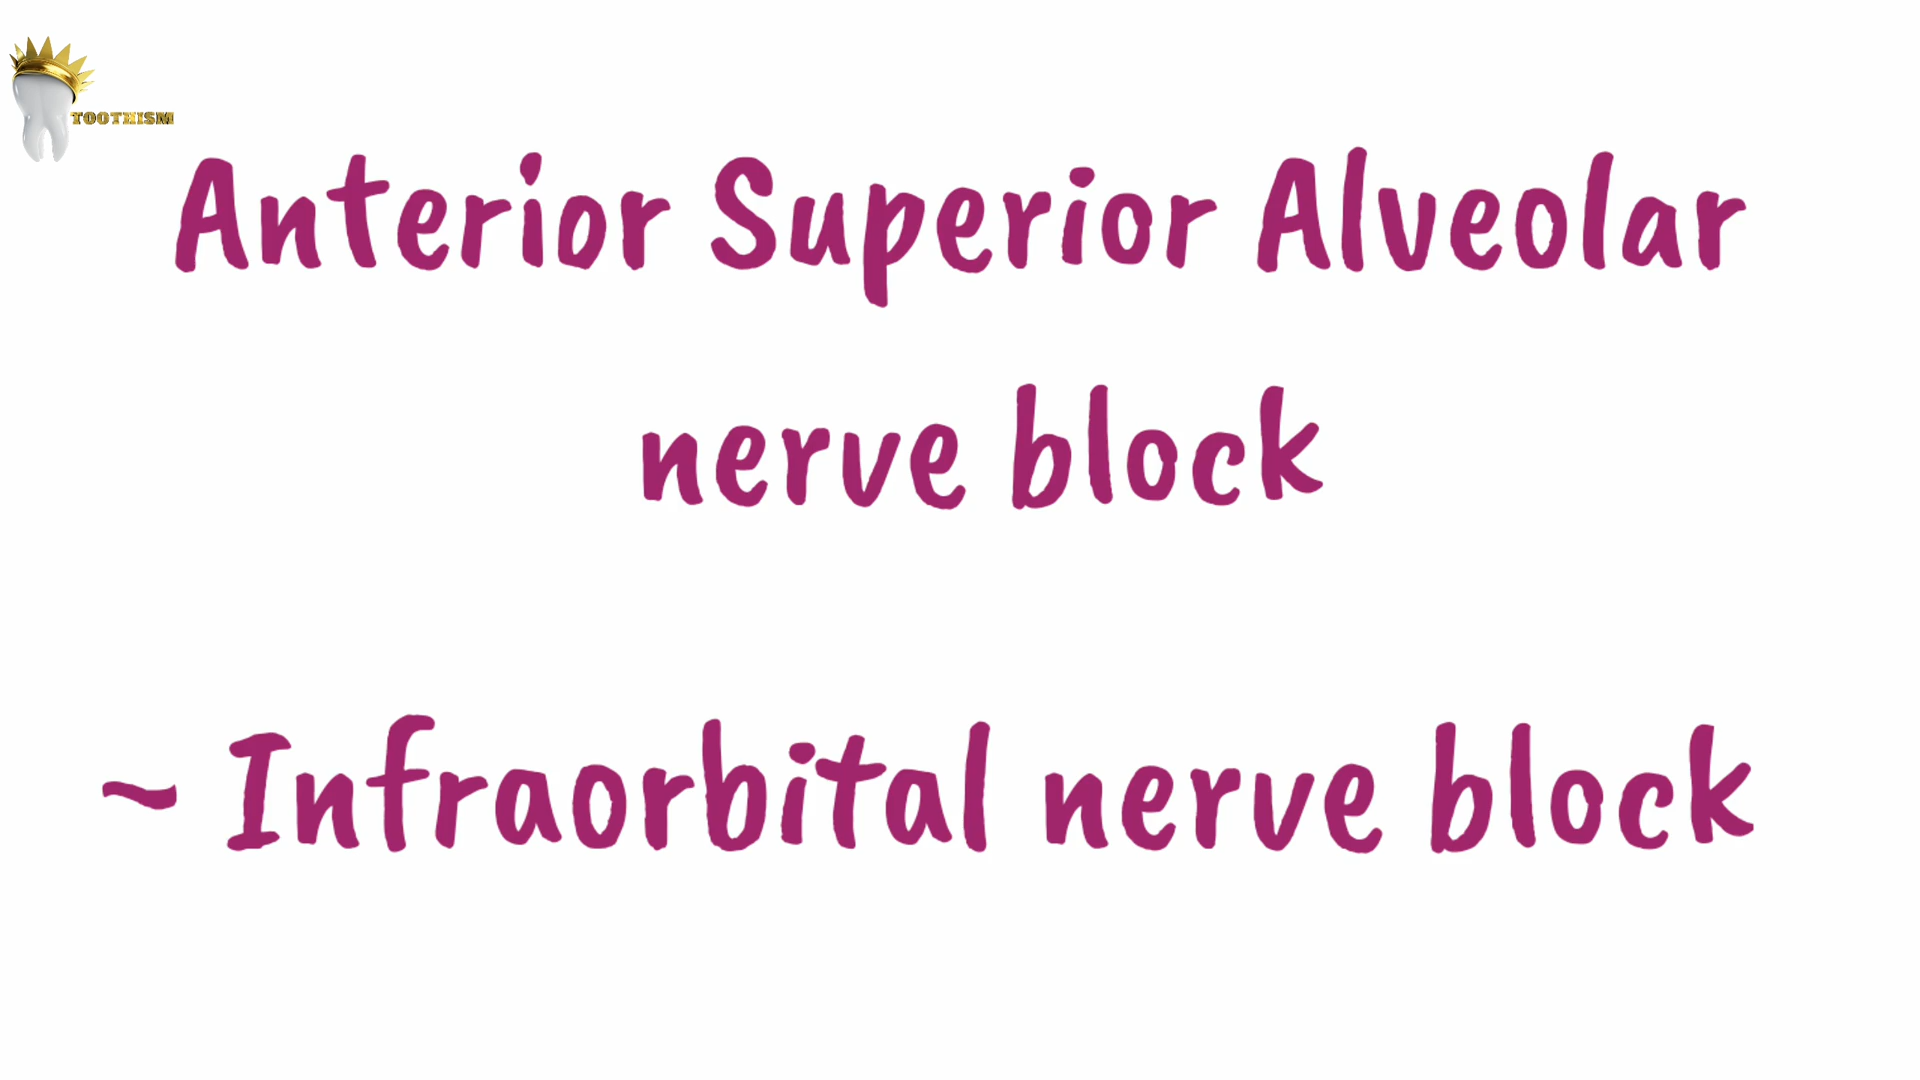 TOOTHISM
Anterior Superior Alveolar
nerve block
~ Infraorbital nerve block